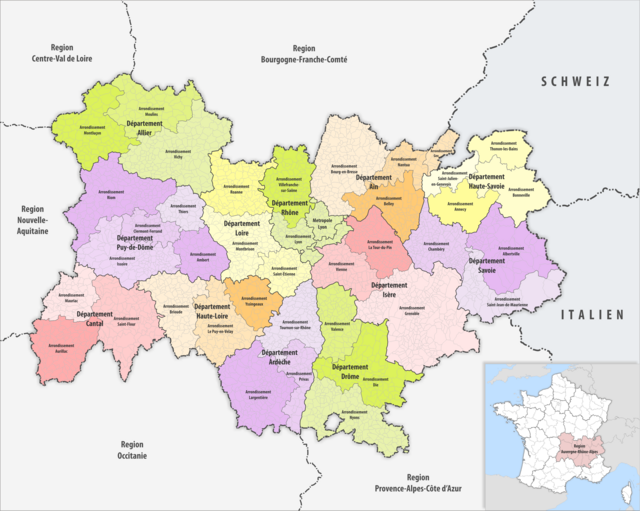 Region
Centre-Val de Loire
Region
Bourgogne-Franche-Comté
SCHWEIZ
Arrondissement
Moulins
Arrondissement
Montluçon
Département
Allier
Arrondissement
Vichy
Arrondissement
Roanne
Arrondissement
Villefranche-
sur-Saône
Département
Rhône
Arrondissement
Lyon
Metropole
Lyon
Arrondissement
Bourg-en-Bresse
Arrondissement
Nantua
Département
Ain
Arrondissement
Belley
Arrondissement
Thonon-les-Bains
Arrondissement
Saint-Julien-
en-Genevois
Département
Haute-Savoie
Arrondissement
Bonneville
Arrondissement
Annecy
Region
Nouvelle-
Aquitaine
Arrondissement
Riom
Arrondissement
Thiers
Arrondissement
Clermont-Ferrand
Département
Puy-de-Dôme
Arrondissement
Issoire
Arrondissement
Ambert
Département
Loire
Arrondissement
Montbrison
Arrondissement
Saint-Étienne
Arrondissement
La Tour-du-Pin
Arrondissement
Vienne
Département
Isère
Arrondissement
Grenoble
Arrondissement
Chambéry
Arrondissement
Albertville
Département
Savoie
Arrondissement
Saint-Jean-de-Maurienne
ITALIEN
Arrondissement
Mauriac
Arrondissement
Saint-Flour
Département
Cantal
Arrondissement
Aurillac
Arrondissement
Brioude
Département
Haute-Loire
Arrondissement
Yssingeaux
Arrondissement
Le Puy-en-Velay
Arrondissement
Tournon-sur-Rhône
Département
Ardèche
Arrondissement
Privas
Arrondissement
Largentière
Arrondissement
Valence
Département
Drôme
Arrondissement
Die
Arrondissement
Nyons
Region
Occitanie
Region
Provence-Alpes-Côte d'Azur
Region
Auvergne-Rhône-Alpes